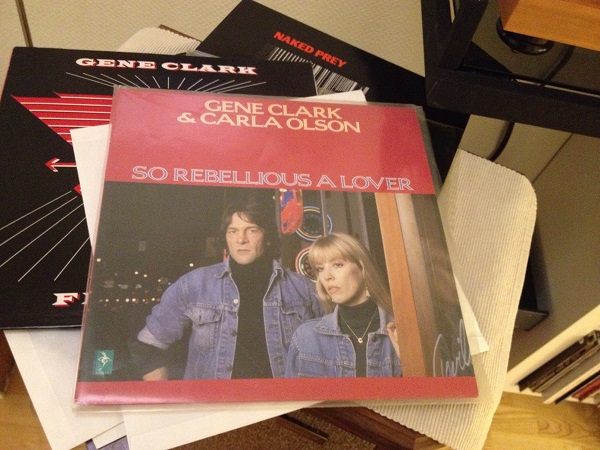 NAKED PREY
GENE CLARK
GENE CLARK
& CARLA OLSON
SO REBELLIOUS A LOVER